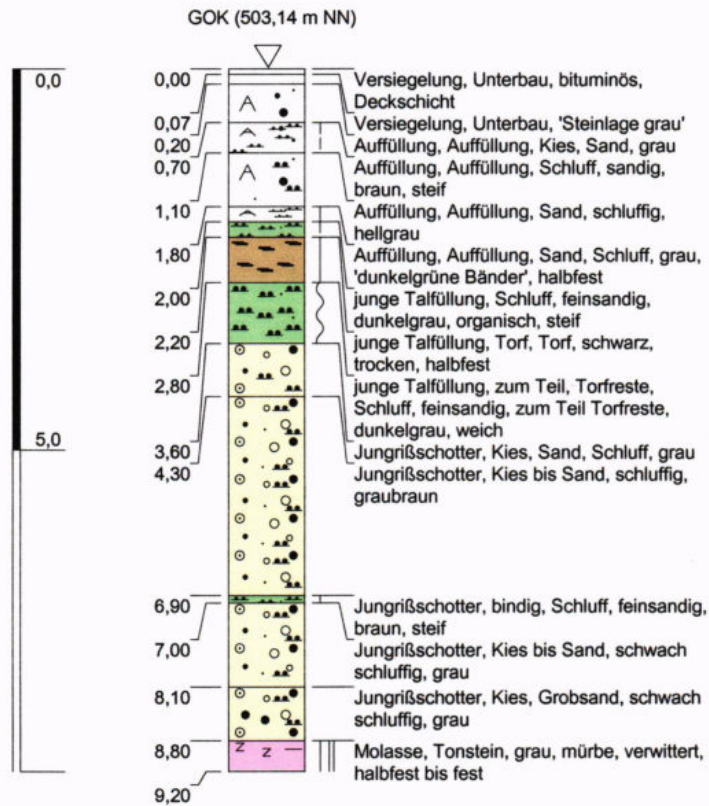 GOK (503,14 m NN)
0,0
5,0
0,00
0,07
0,20
0,70
1,10
1,80
2,00
2,20
2,80
3,60
4,30
6,90
7,00
8,10
8,80
9,20
Versiegelung, Unterbau, bituminös,
Deckschicht
Versiegelung, Unterbau, 'Steinlage grau'
Auffüllung, Auffüllung, Kies, Sand, grau
Auffüllung, Auffüllung, Schluff, sandig,
braun, steif
Auffüllung, Auffüllung, Sand, schluffig,
hellgrau
Auffüllung, Auffüllung, Sand, Schluff, grau,
'dunkelgrüne Bänder', halbfest
junge Talfüllung, Schluff, feinsandig,
dunkelgrau, organisch, steif
junge Talfüllung, Torf, Torf, schwarz,
trocken, halbfest
junge Talfüllung, zum Teil, Torfreste,
Schluff, feinsandig, zum Teil Torfreste,
dunkelgrau, weich
Jungrißschotter, Kies, Sand, Schluff, grau
Jungrißschotter, Kies bis Sand, schluffig,
graubraun
Jungrißschotter, bindig, Schluff, feinsandig,
braun, steif
Jungrißschotter, Kies bis Sand, schwach
schluffig, grau
Jungrißschotter, Kies, Grobsand, schwach
schluffig, grau
Molasse, Tonstein, grau, mürbe, verwittert,
halbfest bis fest
z z